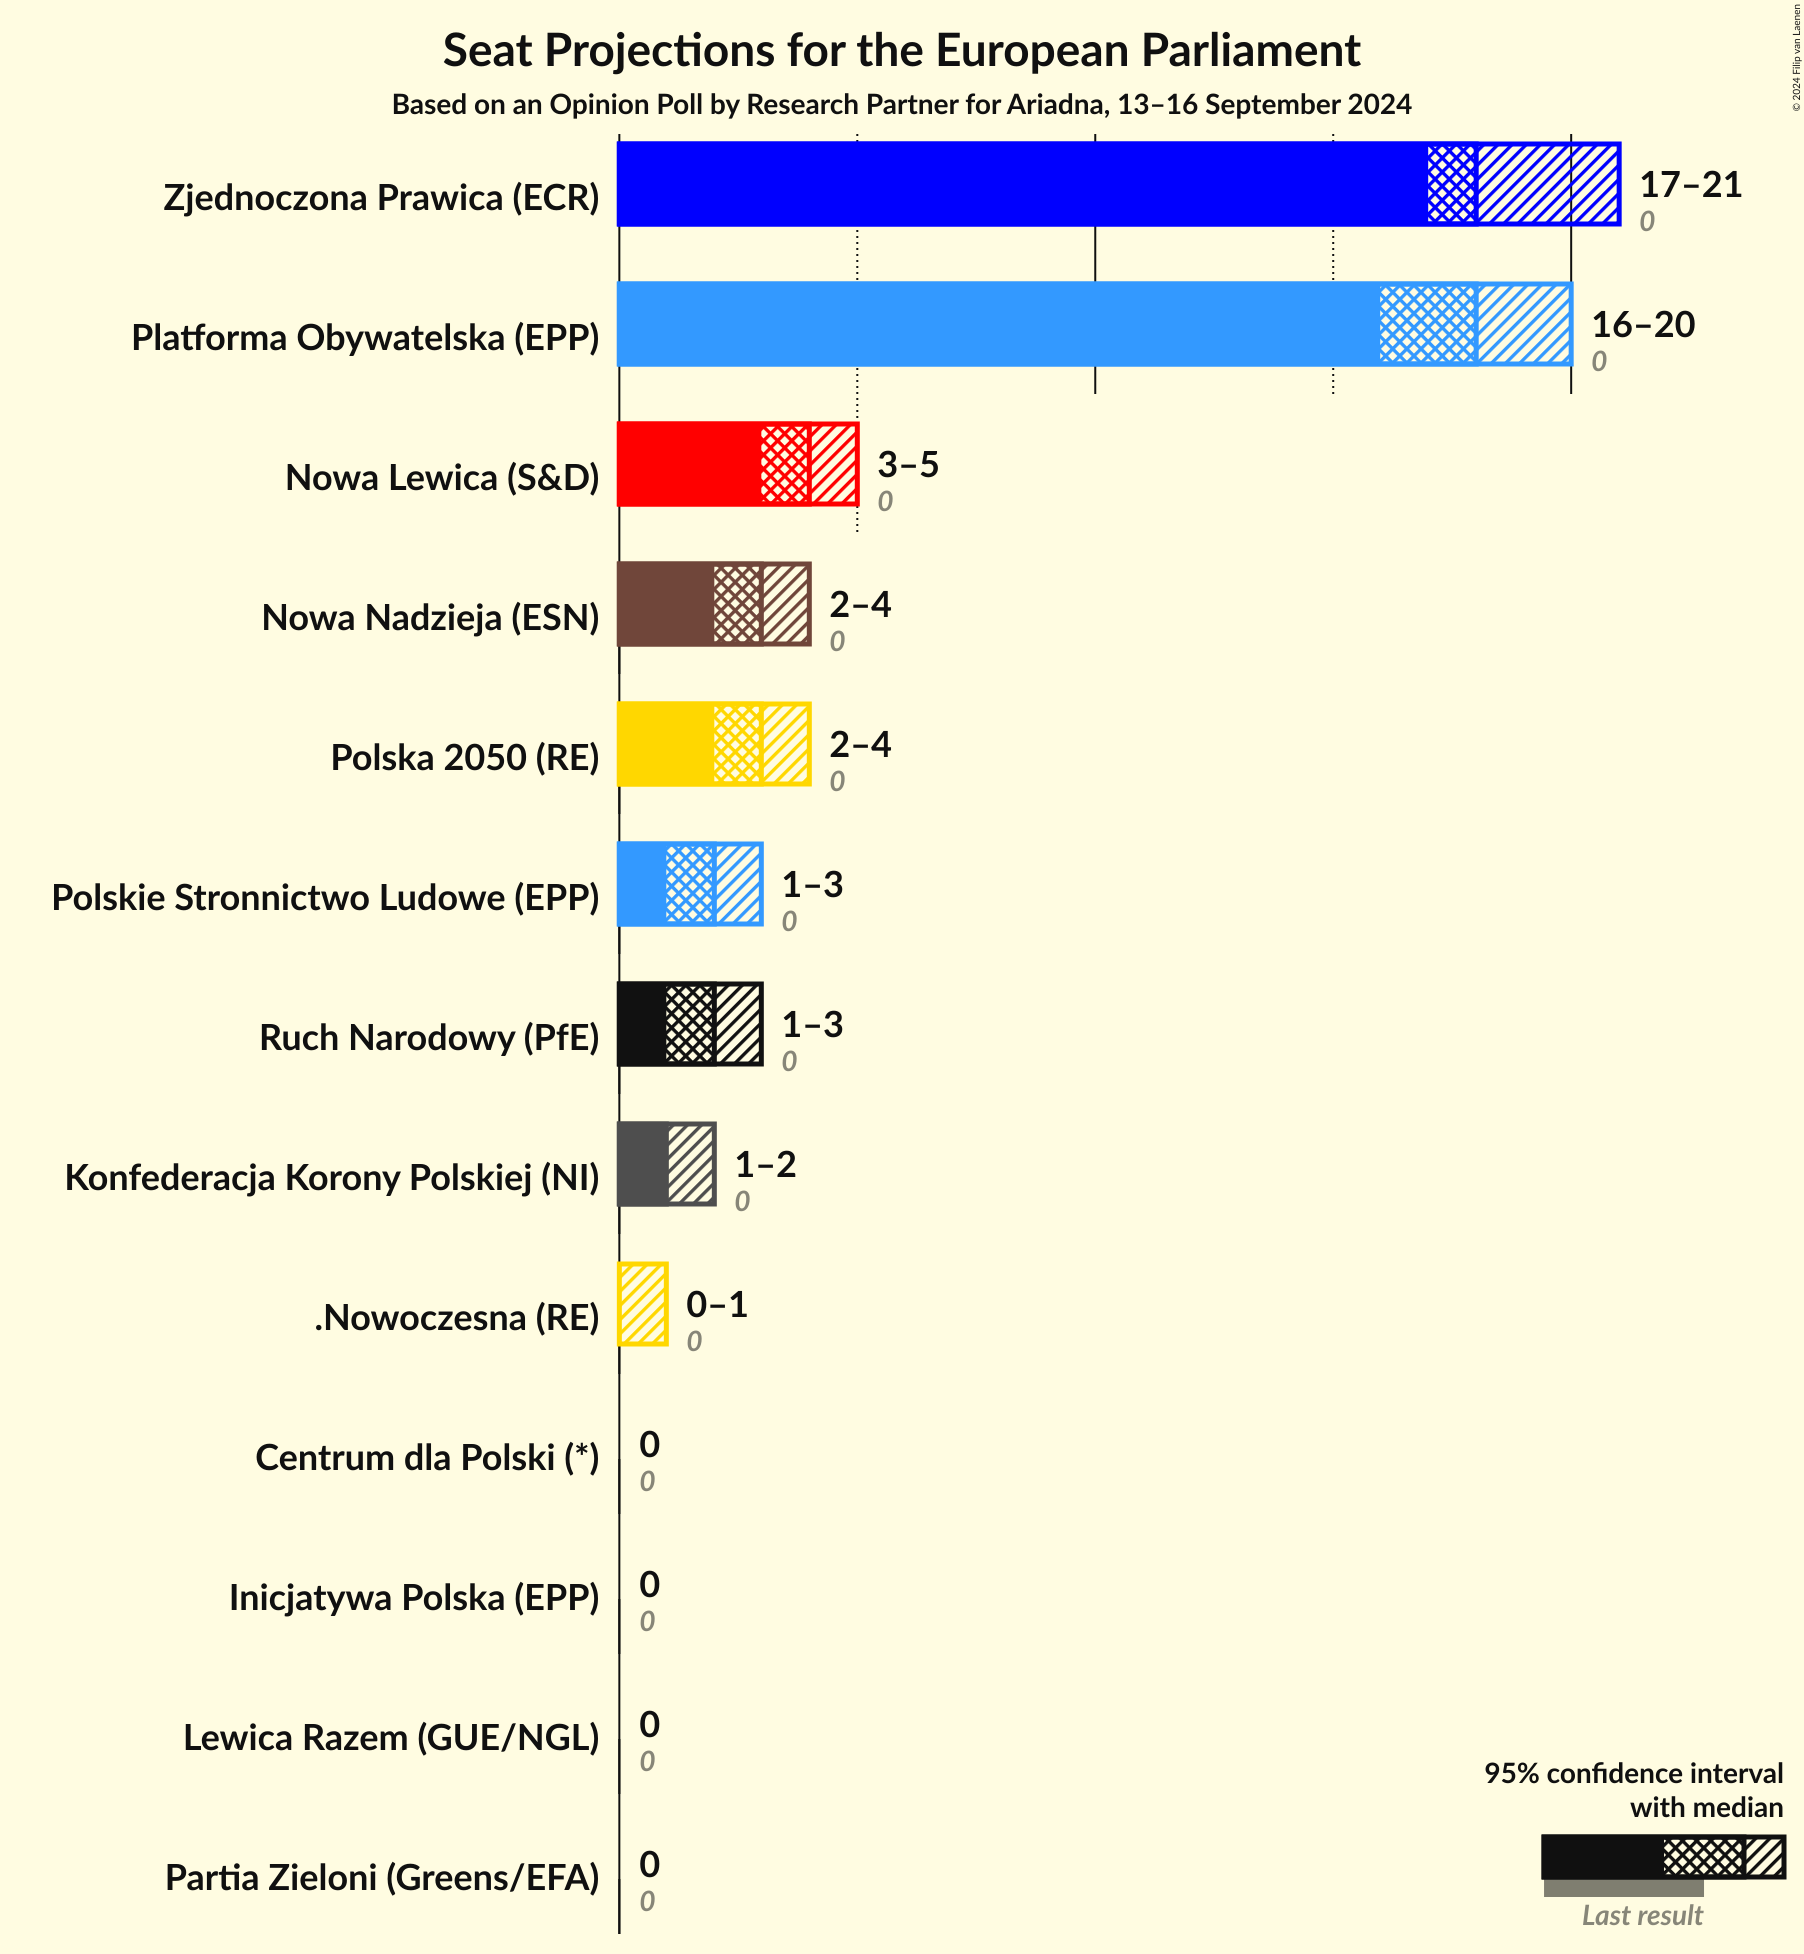 Seat Projections for the European Parliament
Based on an Opinion Poll by Research Partner for Ariadna, 13–16 September 2024
© 2024 Filip van Laenen
Zjednoczona Prawica (ECR)
17–21
0
Platforma Obywatelska (EPP)
16–20
0
Nowa Lewica (S&D)
3–5
0
Nowa Nadzieja (ESN)
2–4
0
Polska 2050 (RE)
2–4
0
Polskie Stronnictwo Ludowe (EPP)
1–3
0
Ruch Narodowy (PfE)
1–3
0
Konfederacja Korony Polskiej (NI)
1–2
0
.Nowoczesna (RE)
0–1
0
Centrum dla Polski (*)
0
0
Inicjatywa Polska (EPP)
0
0
Lewica Razem (GUE/NGL)
0
0
Partia Zieloni (Greens/EFA)
0
0
95% confidence interval
with median
Last result